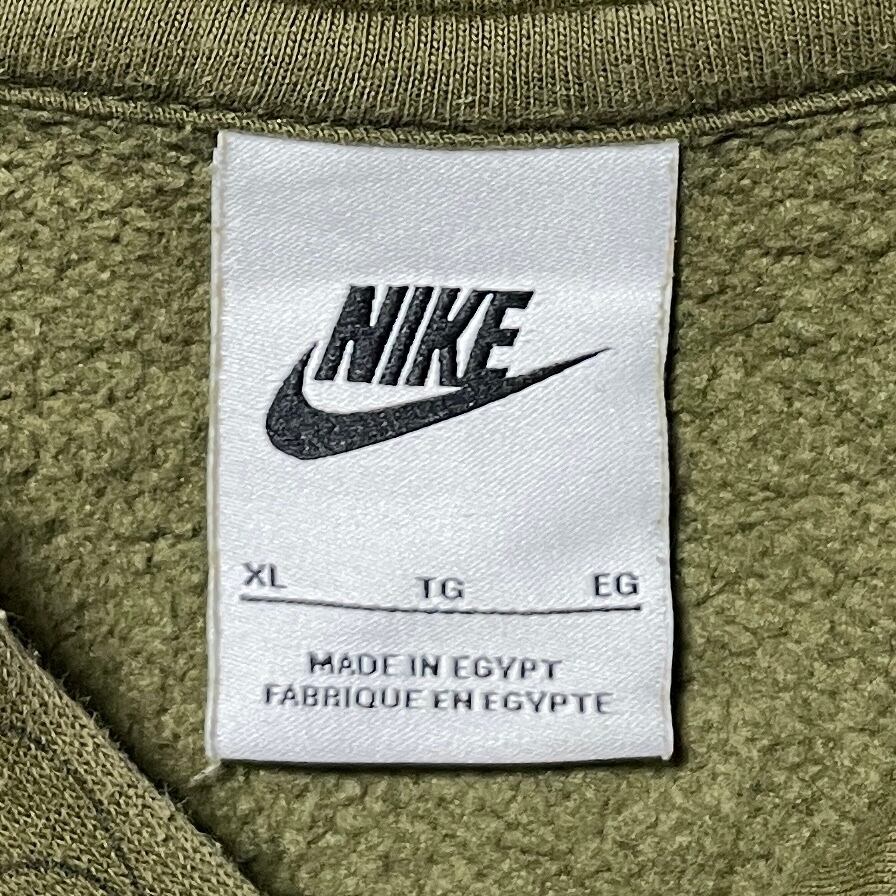 NIKE
XL TG EG
MADE IN EGYPT
FABRIQUE EN EGYPTE